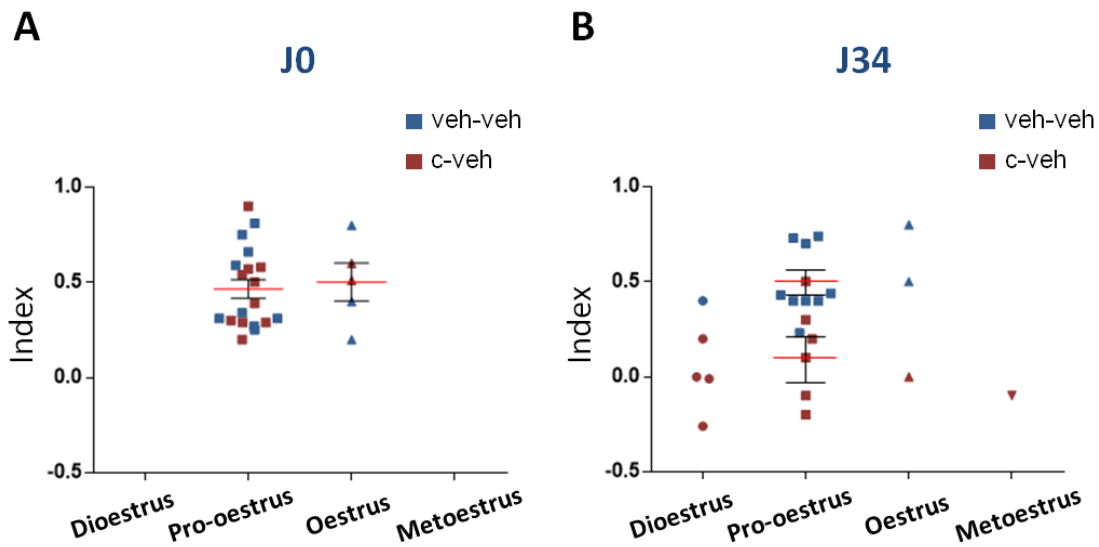 A
B
J0
J34
veh-veh
c-veh
veh-veh
c-veh
Index
1.0
0.5
0.0
-0.5
Dioestrus
Pro-oestrus
Oestrus
Metoestrus
Index
1.0
0.5
0.0
-0.5
Dioestrus
Pro-oestrus
Oestrus
Metoestrus